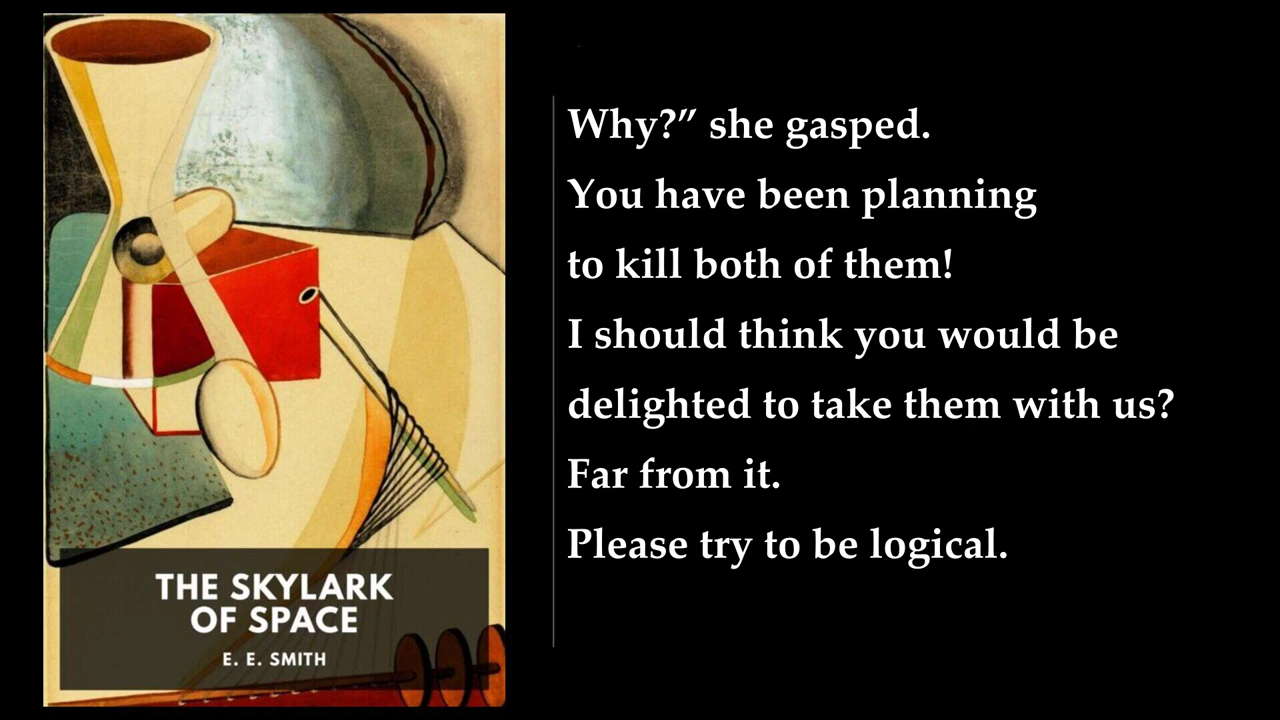 THE SKYLARK
OF SPACE
E. E. SMITH
Why?” she gasped.
You have been planning
to kill both of them!
I should think you would be
delighted to take them with us?
Far from it.
Please try to be logical.